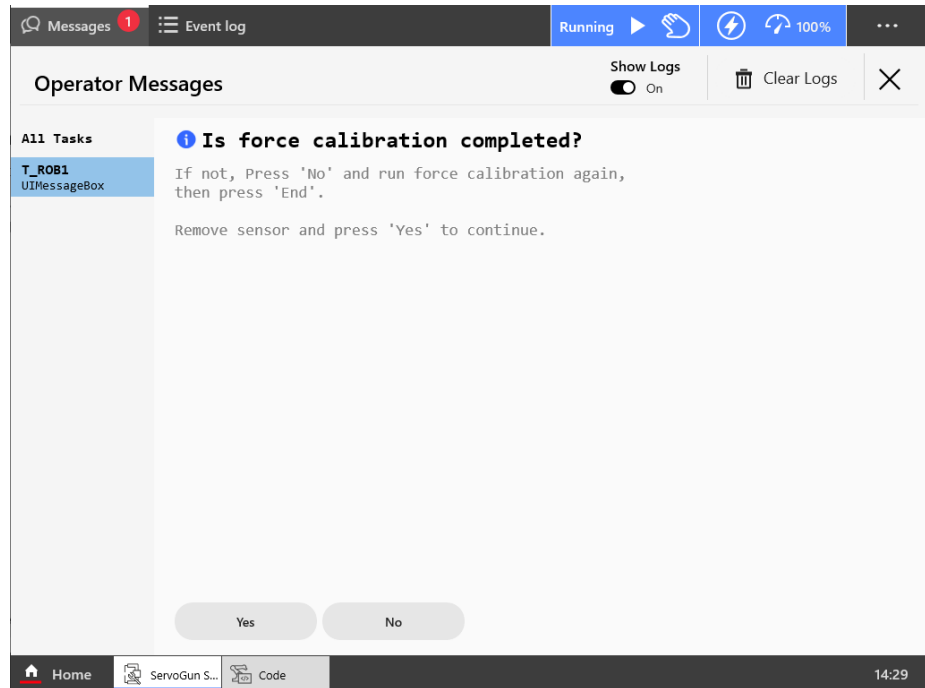 Messages 1 Event log Running 100% ...
Operator Messages Show Logs On Clear Logs
All Tasks
T_ROB1
UIMessageBox
Is force calibration completed?
If not, Press 'No' and run force calibration again,
then press 'End'.
Remove sensor and press 'Yes' to continue.
Yes No
Home ServoGun S... Code 14:29